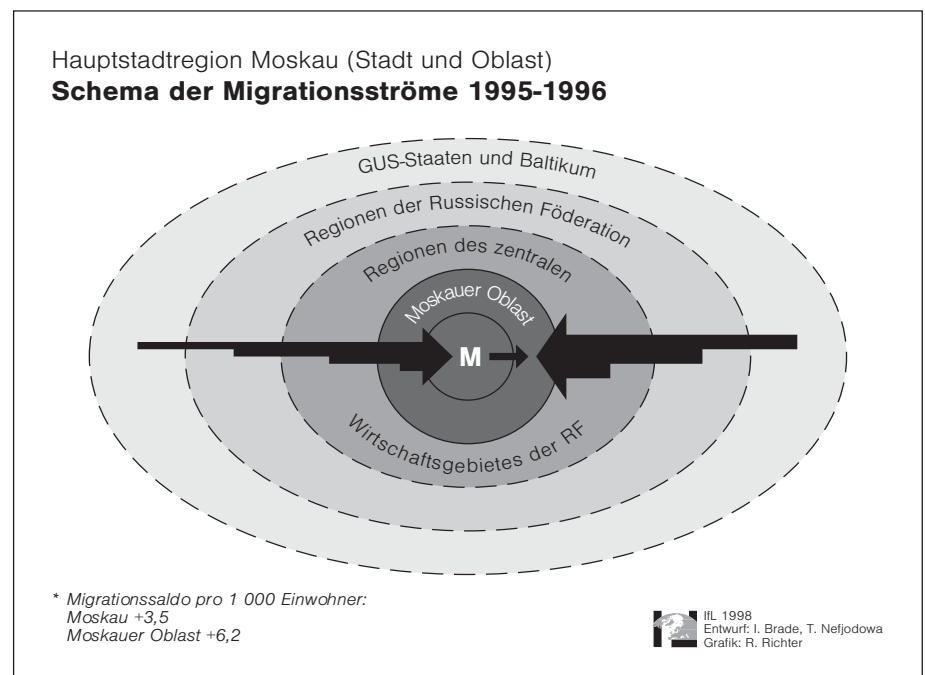 Hauptstadtregion Moskau (Stadt und Oblast)
Schema der Migrationsströme 1995-1996
GUS-Staaten und Baltikum
Regionen der Russischen Föderation
Regionen des zentralen
Moskauer Oblast
M
Wirtschaftsgebietes der RF
* Migrationssaldo pro 1 000 Einwohner:
Moskau +3,5
Moskauer Oblast +6,2
IfL 1998
Entwurf: I. Brade, T. Nefjodowa
Grafik: R. Richter